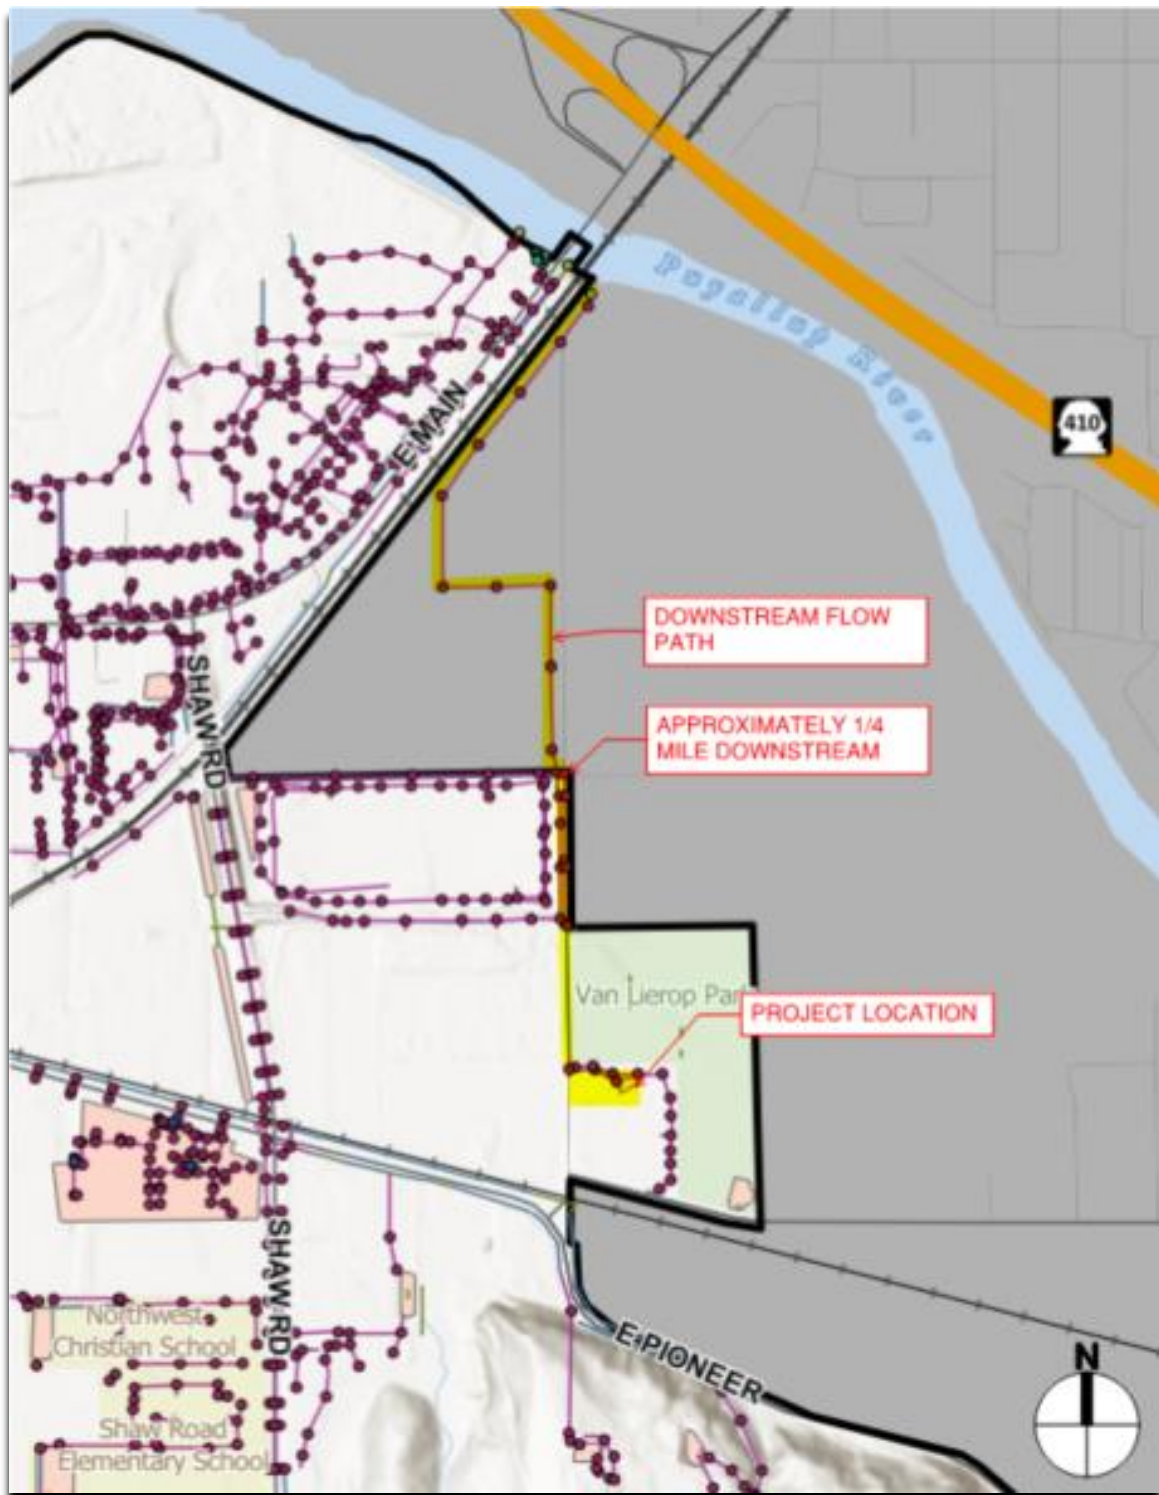 Puyallup River
410
E MAIN
DOWNSTREAM FLOW
PATH
SHAW RD
APPROXIMATELY 1/4
MILE DOWNSTREAM
Van Lierop Park
PROJECT LOCATION
SHAW RD
Northwest
Christian School
E PIONEER
N
Shaw Road
Elementary School